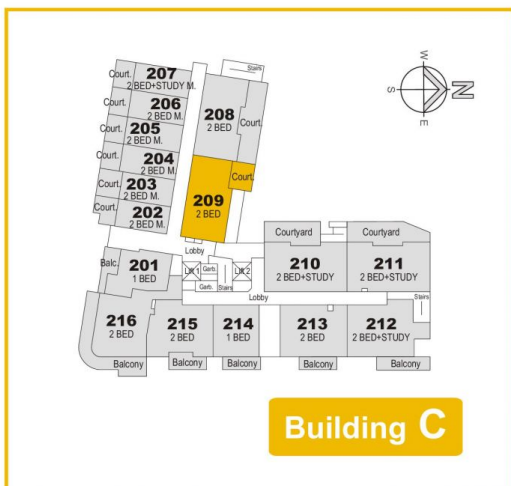 Stairs
W
S
N
E
Court.
207
2 BED+STUDY M.
Court.
206
2 BED M.
Court.
205
2 BED M.
Court.
204
2 BED M.
Court.
203
2 BED M.
Court.
202
2 BED M.
208
2 BED
Court.
209
2 BED
Court.
Lobby
Balc.
201
1 BED
Lift 1
Garb.
Garb.
Stairs
Lift 2
Courtyard
210
2 BED+STUDY
Courtyard
211
2 BED+STUDY
Lobby
Stairs
216
2 BED
215
2 BED
214
1 BED
213
2 BED
212
2 BED+STUDY
Balcony
Balcony
Balcony
Balcony
Balcony
Building C